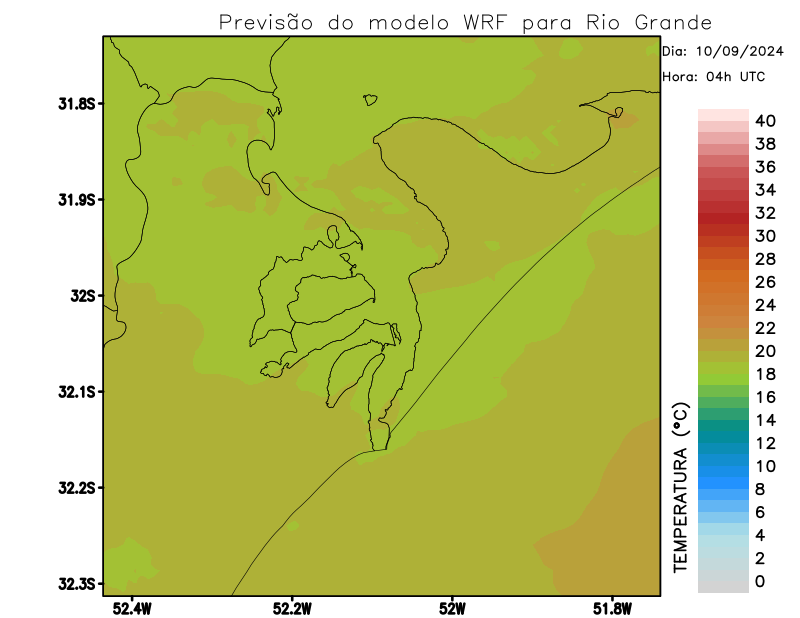 Previsão do modelo WRF para Rio Grande
Dia: 10/09/2024
Hora: 04h UTC
31.8S
31.9S
32S
32.1S
32.2S
32.3S
52.4W
52.2W
52W
51.8W
TEMPERATURA (°C)
40
38
36
34
32
30
28
26
24
22
20
18
16
14
12
10
8
6
4
2
0